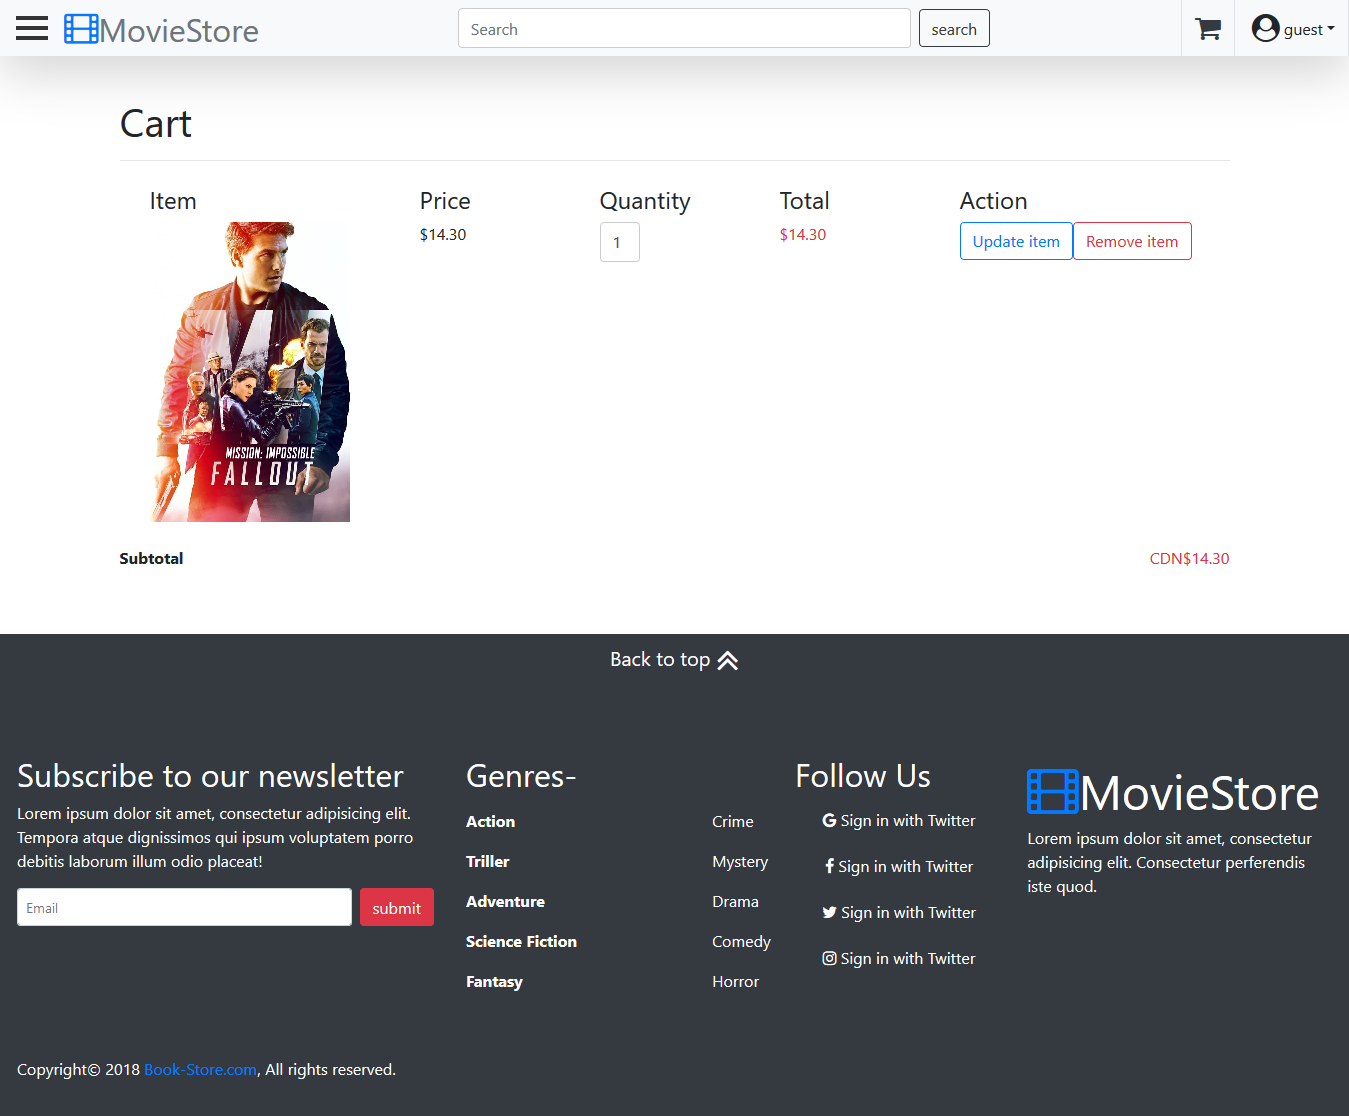 MovieStore
Search
search
guest
Cart
Item
Price
Quantity
Total
Action
$14.30
1
$14.30
Update item
Remove item
MISSION: IMPOSSIBLE
FALLOUT
Subtotal
CDN$14.30
Back to top
Subscribe to our newsletter
Lorem ipsum dolor sit amet, consectetur adipisicing elit.
Tempora atque dignissimos qui ipsum voluptatem porro
debitis laborum illum odio placeat!
Email
submit
Genres-
Action
Crime
Triller
Mystery
Adventure
Drama
Science Fiction
Comedy
Fantasy
Horror
Follow Us
Sign in with Twitter
Sign in with Twitter
Sign in with Twitter
Sign in with Twitter
MovieStore
Lorem ipsum dolor sit amet, consectetur
adipisicing elit. Consectetur perferendis
iste quod.
Copyright© 2018 Book-Store.com, All rights reserved.